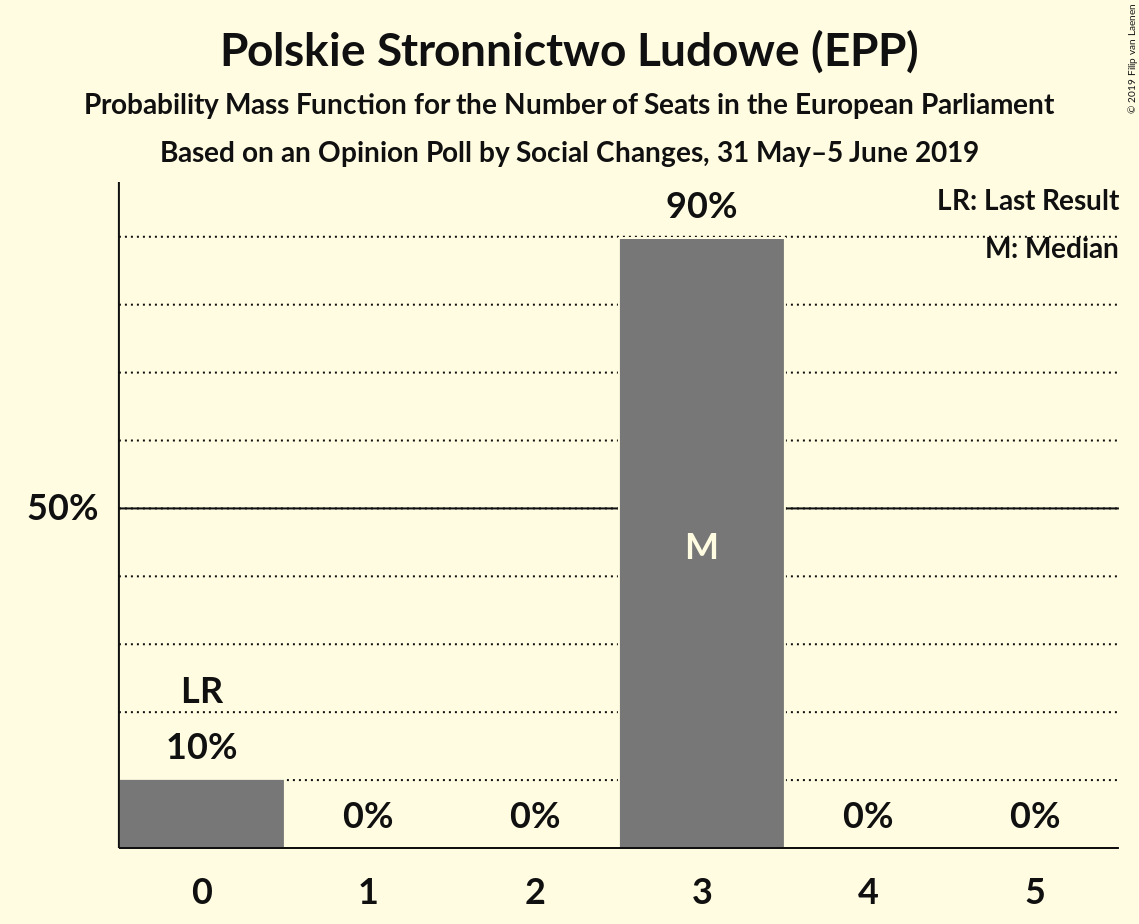 Polskie Stronnictwo Ludowe (EPP)
Probability Mass Function for the Number of Seats in the European Parliament
Based on an Opinion Poll by Social Changes, 31 May–5 June 2019
© 2019 Filip van Laenen
90%
LR: Last Result
M: Median
50%
M
LR
10%
0%
0%
0%
0%
0
1
2
3
4
5